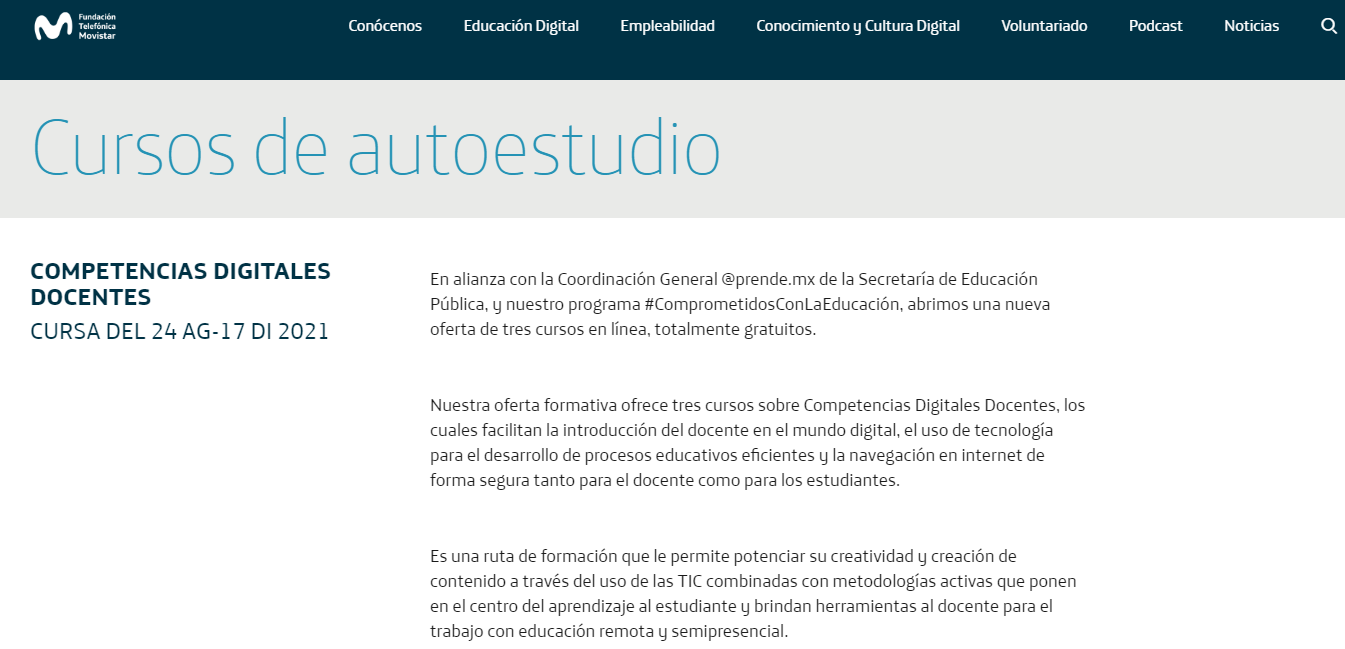 Fundación
Telefónica
Movistar
Conócenos
Educación Digital
Empleabilidad
Conocimiento y Cultura Digital
Voluntariado
Podcast
Noticias
Cursos de autoestudio
COMPETENCIAS DIGITALES
DOCENTES
CURSA DEL 24 AG-17 DI 2021
En alianza con la Coordinación General @prende.mx de la Secretaría de Educación
Pública, y nuestro programa #ComprometidosConLaEducación, abrimos una nueva
oferta de tres cursos en línea, totalmente gratuitos.
Nuestra oferta formativa ofrece tres cursos sobre Competencias Digitales Docentes, los
cuales facilitan la introducción del docente en el mundo digital, el uso de tecnología
para el desarrollo de procesos educativos eficientes y la navegación en internet de
forma segura tanto para el docente como para los estudiantes.
Es una ruta de formación que le permite potenciar su creatividad y creación de
contenido a través del uso de las TIC combinadas con metodologías activas que ponen
en el centro del aprendizaje al estudiante y brindan herramientas al docente para el
trabajo con educación remota y semipresencial.